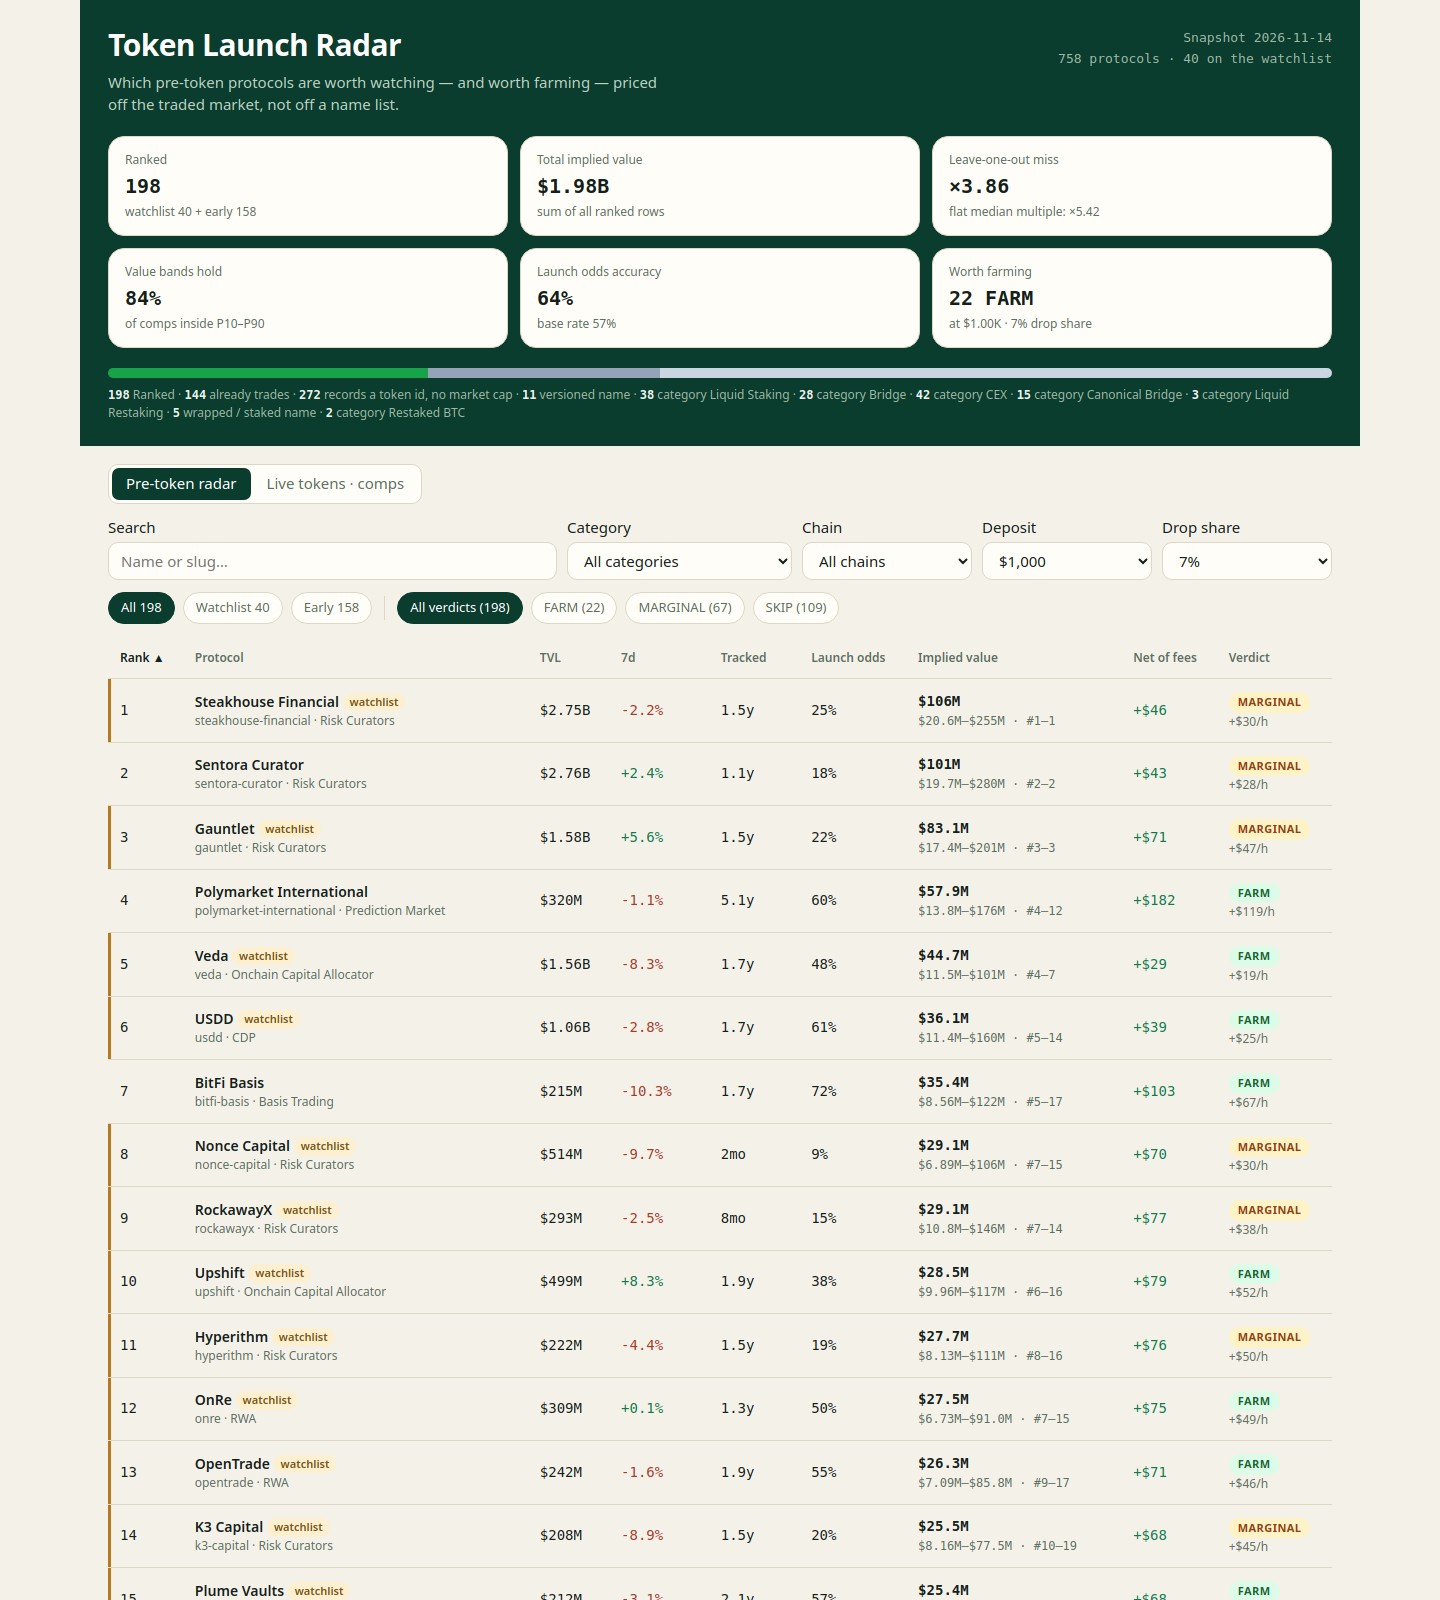 Token Launch Radar
Snapshot 2026-11-14
758 protocols · 40 on the watchlist
Which pre-token protocols are worth watching — and worth farming — priced
off the traded market, not off a name list.
Ranked
198
watchlist 40 + early 158
Total implied value
$1.98B
sum of all ranked rows
Leave-one-out miss
×3.86
flat median multiple: ×5.42
Value bands hold
84%
of comps inside P10–P90
Launch odds accuracy
64%
base rate 57%
Worth farming
22 FARM
at $1.00K · 7% drop share
198 Ranked · 144 already trades · 272 records a token id, no market cap · 11 versioned name · 38 category Liquid Staking · 28 category Bridge · 42 category CEX · 15 category Canonical Bridge · 3 category Liquid
Restaking · 5 wrapped / staked name · 2 category Restaked BTC
Pre-token radar Live tokens · comps
Search Category Chain Deposit Drop share
Name or slug... All categories All chains $1,000 7%
All 198 Watchlist 40 Early 158 All verdicts (198) FARM (22) MARGINAL (67) SKIP (109)
Rank ▲ Protocol TVL 7d Tracked Launch odds Implied value Net of fees Verdict
1 Steakhouse Financial watchlist $2.75B -2.2% 1.5y 25% $106M +$46 MARGINAL
steakhouse-financial · Risk Curators $20.6M–$255M · #1–1 +$30/h
2 Sentora Curator $2.76B +2.4% 1.1y 18% $101M +$43 MARGINAL
sentora-curator · Risk Curators $19.7M–$280M · #2–2 +$28/h
3 Gauntlet watchlist $1.58B +5.6% 1.5y 22% $83.1M +$71 MARGINAL
gauntlet · Risk Curators $17.4M–$201M · #3–3 +$47/h
4 Polymarket International $320M -1.1% 5.1y 60% $57.9M +$182 FARM
polymarket-international · Prediction Market $13.8M–$176M · #4–12 +$119/h
5 Veda watchlist $1.56B -8.3% 1.7y 48% $44.7M +$29 FARM
veda · Onchain Capital Allocator $11.5M–$101M · #4–7 +$19/h
6 USDD watchlist $1.06B -2.8% 1.7y 61% $36.1M +$39 FARM
usdd · CDP $11.4M–$160M · #5–14 +$25/h
7 BitFi Basis $215M -10.3% 1.7y 72% $35.4M +$103 FARM
bitfi-basis · Basis Trading $8.56M–$122M · #5–17 +$67/h
8 Nonce Capital watchlist $514M -9.7% 2mo 9% $29.1M +$70 MARGINAL
nonce-capital · Risk Curators $6.89M–$106M · #7–15 +$30/h
9 RockawayX watchlist $293M -2.5% 8mo 15% $29.1M +$77 MARGINAL
rockawayx · Risk Curators $10.8M–$146M · #7–14 +$38/h
10 Upshift watchlist $499M +8.3% 1.9y 38% $28.5M +$79 FARM
upshift · Onchain Capital Allocator $9.96M–$117M · #6–16 +$52/h
11 Hyperithm watchlist $222M -4.4% 1.5y 19% $27.7M +$76 MARGINAL
hyperithm · Risk Curators $8.13M–$111M · #8–16 +$50/h
12 OnRe watchlist $309M +0.1% 1.3y 50% $27.5M +$75 FARM
onre · RWA $6.73M–$91.0M · #7–15 +$49/h
13 OpenTrade watchlist $242M -1.6% 1.9y 55% $26.3M +$71 FARM
opentrade · RWA $7.09M–$85.8M · #9–17 +$46/h
14 K3 Capital watchlist $208M -8.9% 1.5y 20% $25.5M +$68 MARGINAL
k3-capital · Risk Curators $8.16M–$77.5M · #10–19 +$45/h
15 Plume Vaults watchlist $212M -3.1% 2.1y 57% $25.4M +$68 FARM